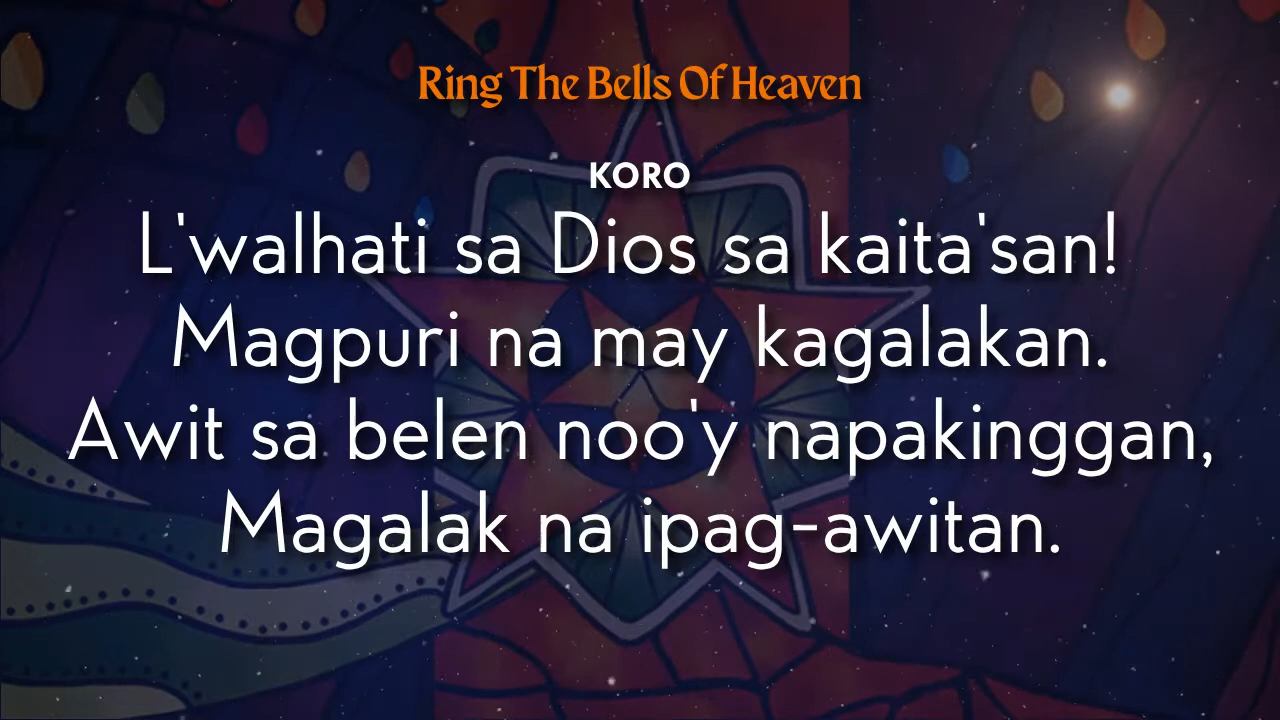 Ring The Bells Of Heaven
KORO
L'walhati sa Dios sa kaita'san!
Magpuri na may kagalakan.
Awit sa belen noo'y napakinggan,
Magalak na ipag-awitan.